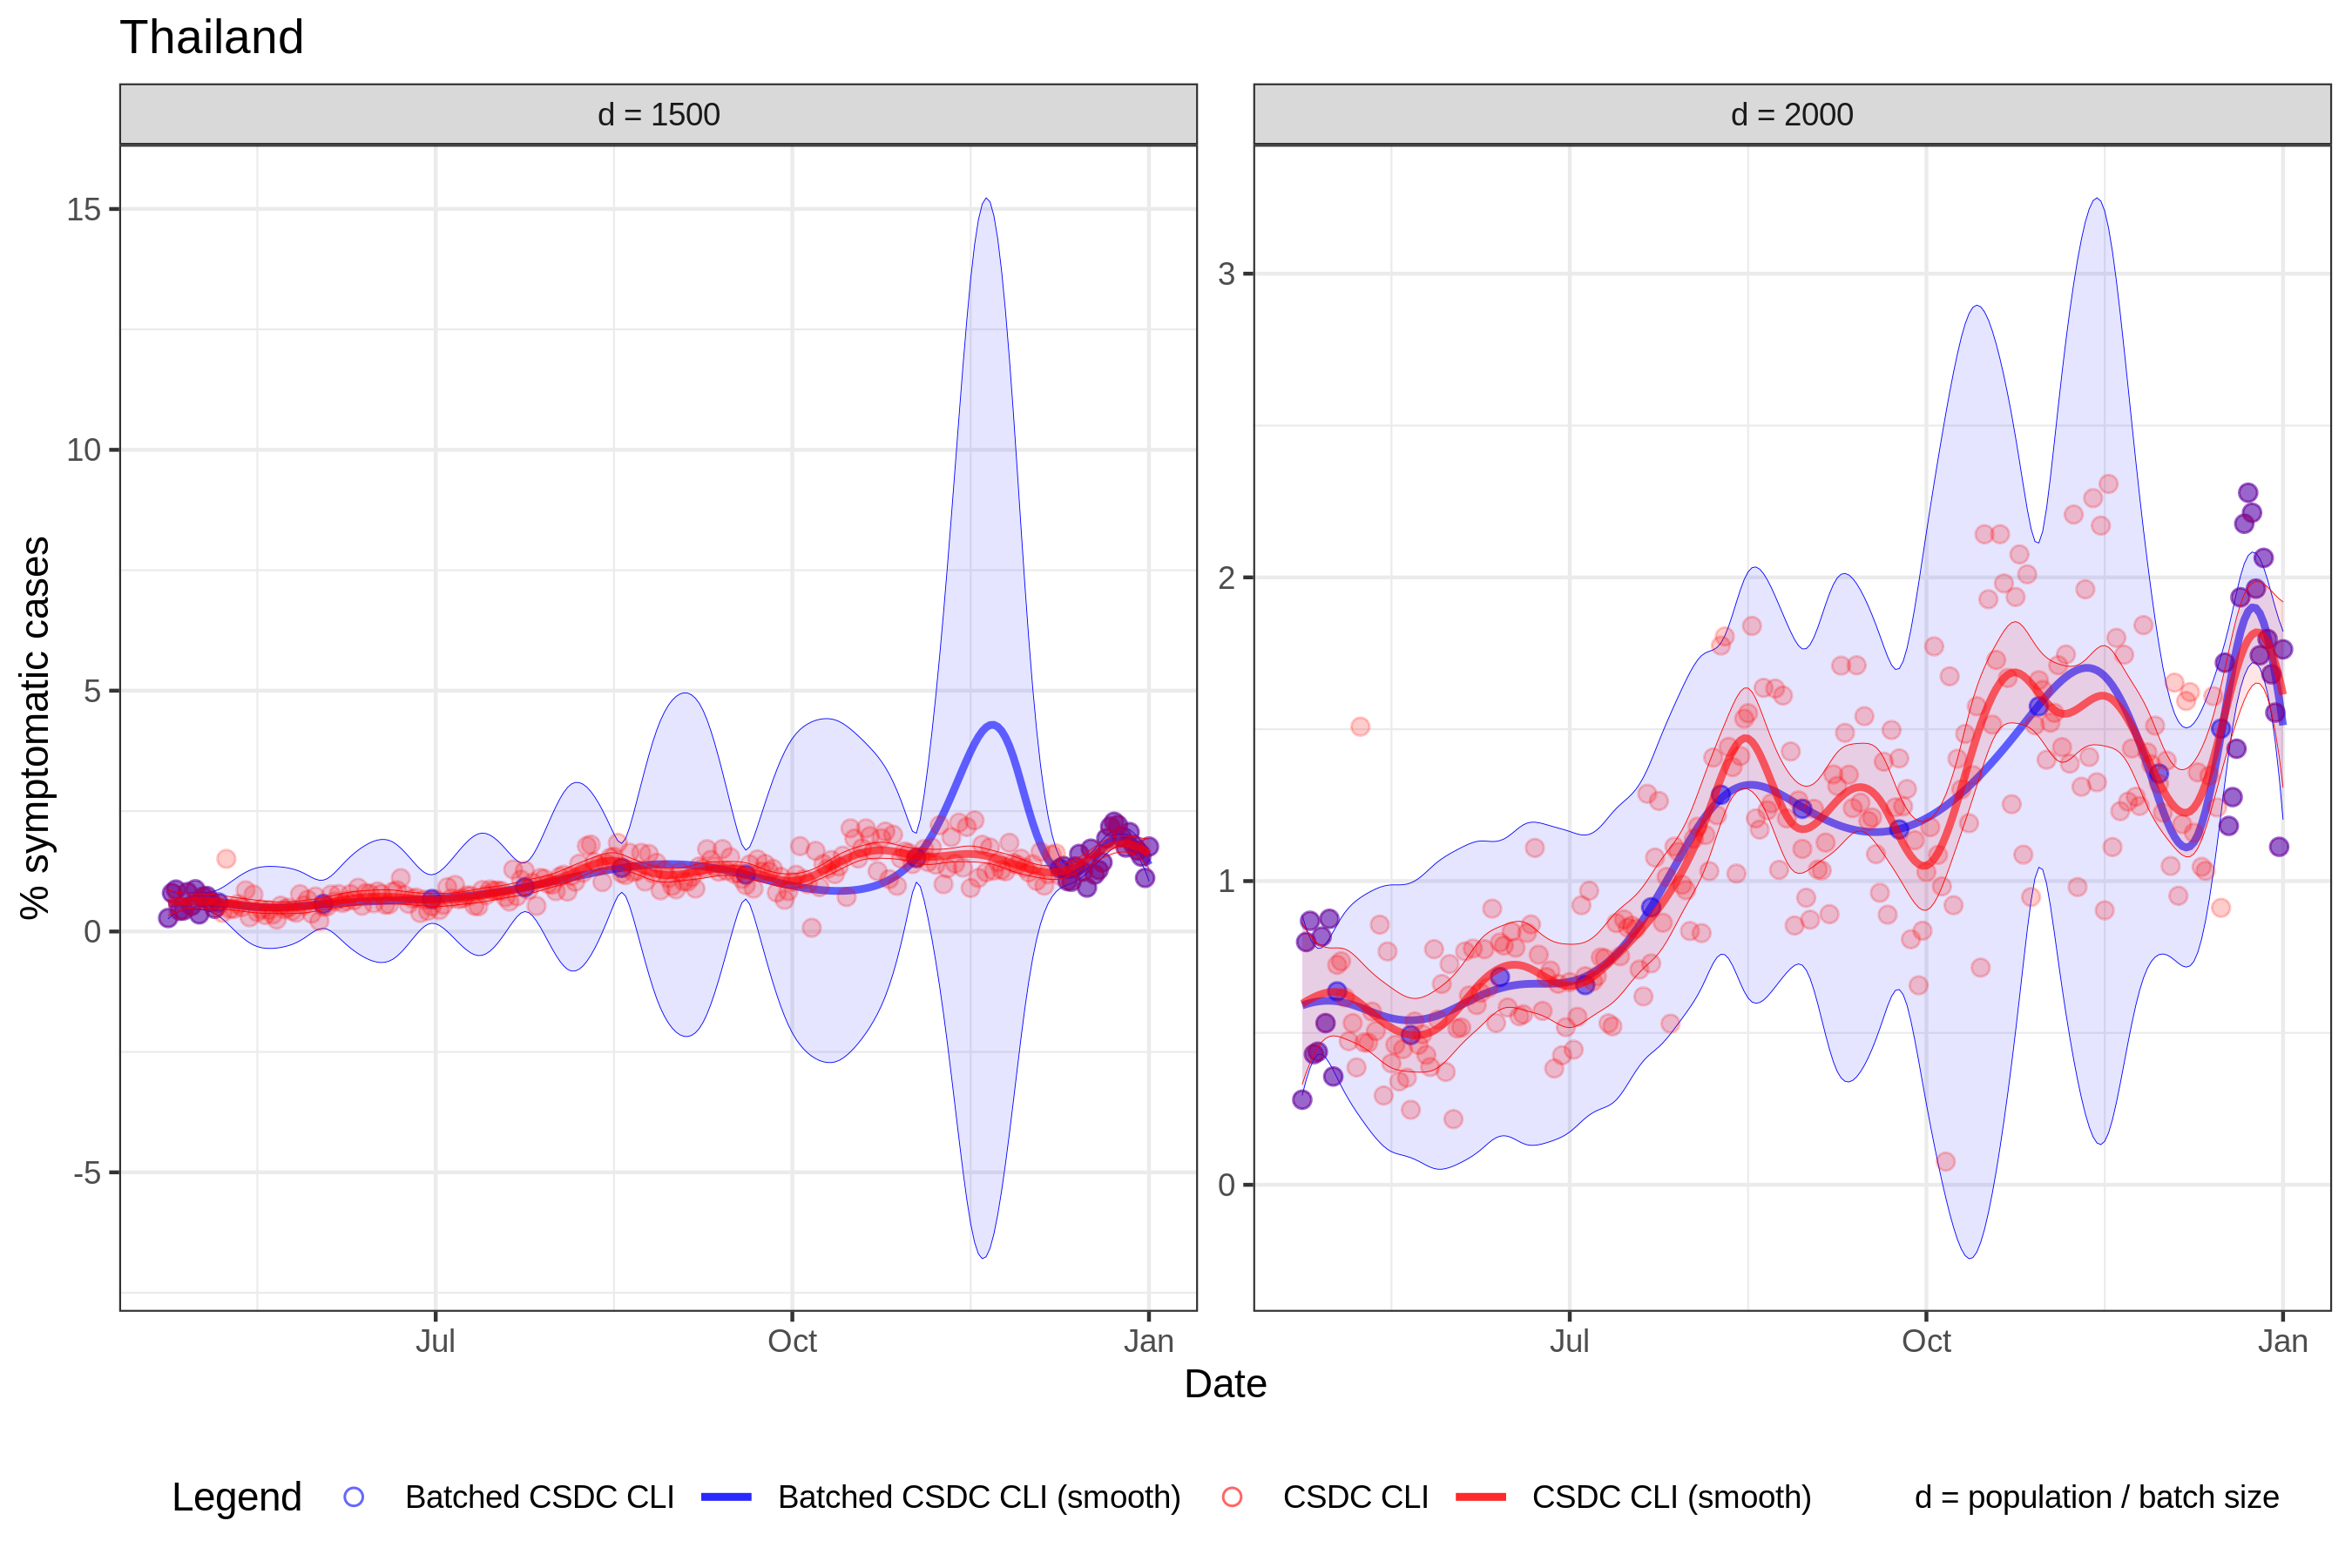 Thailand
d = 1500
d = 2000
% symptomatic cases
15
10
5
0
-5
3
2
1
0
Jul
Oct
Jan
Jul
Oct
Jan
Date
Legend
Batched CSDC CLI
Batched CSDC CLI (smooth)
CSDC CLI
CSDC CLI (smooth)
d = population / batch size